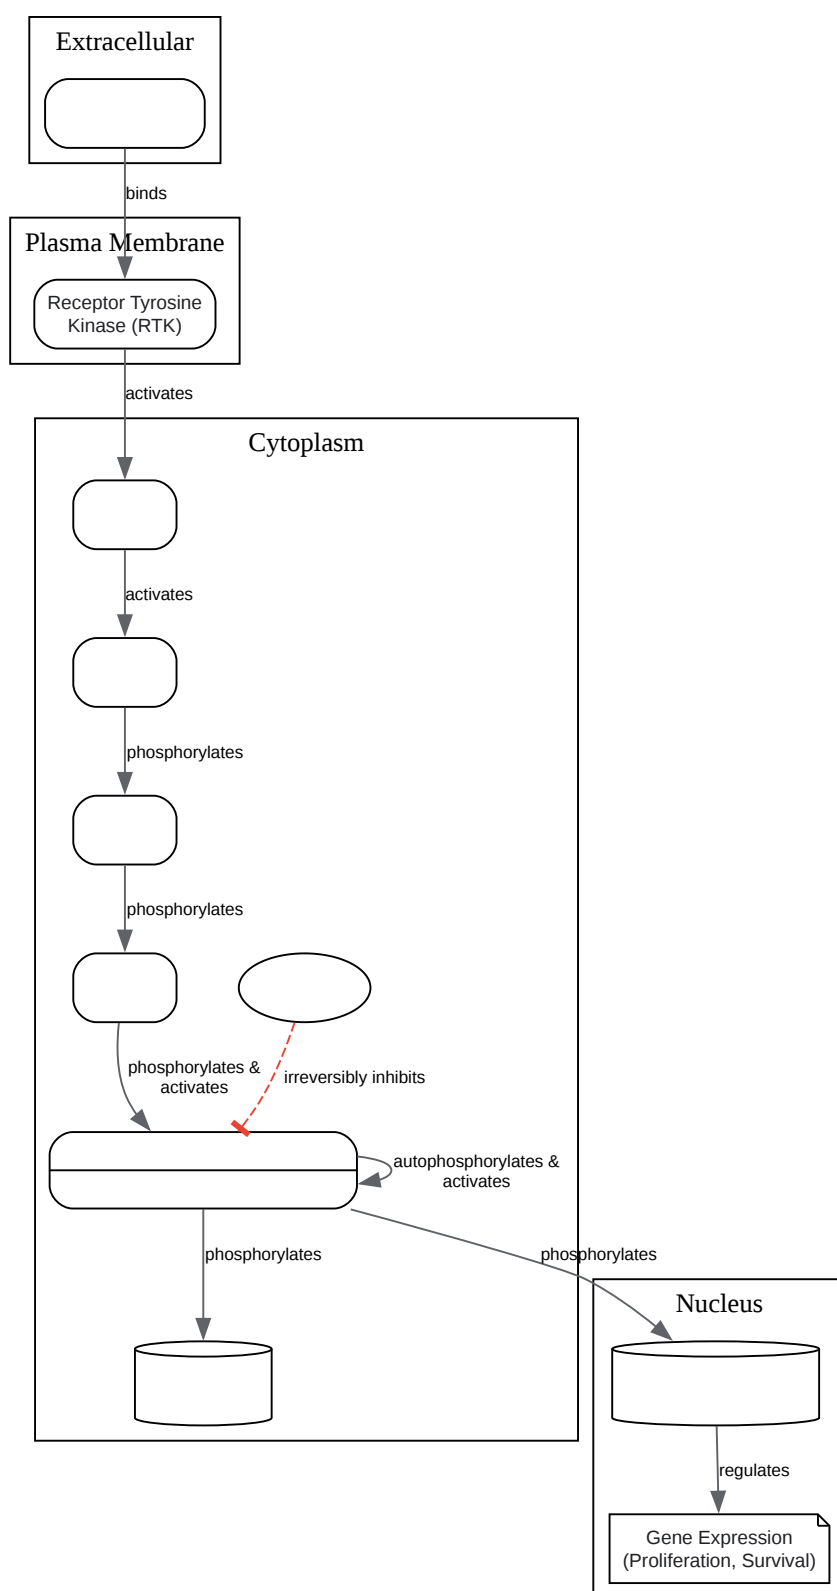 Extracellular
binds
Plasma Membrane
Receptor Tyrosine
Kinase (RTK)
activates
Cytoplasm
activates
phosphorylates
phosphorylates
phosphorylates &
activates
irreversibly inhibits
autophosphorylates &
activates
phosphorylates
phosphorylates
Nucleus
regulates
Gene Expression
(Proliferation, Survival)